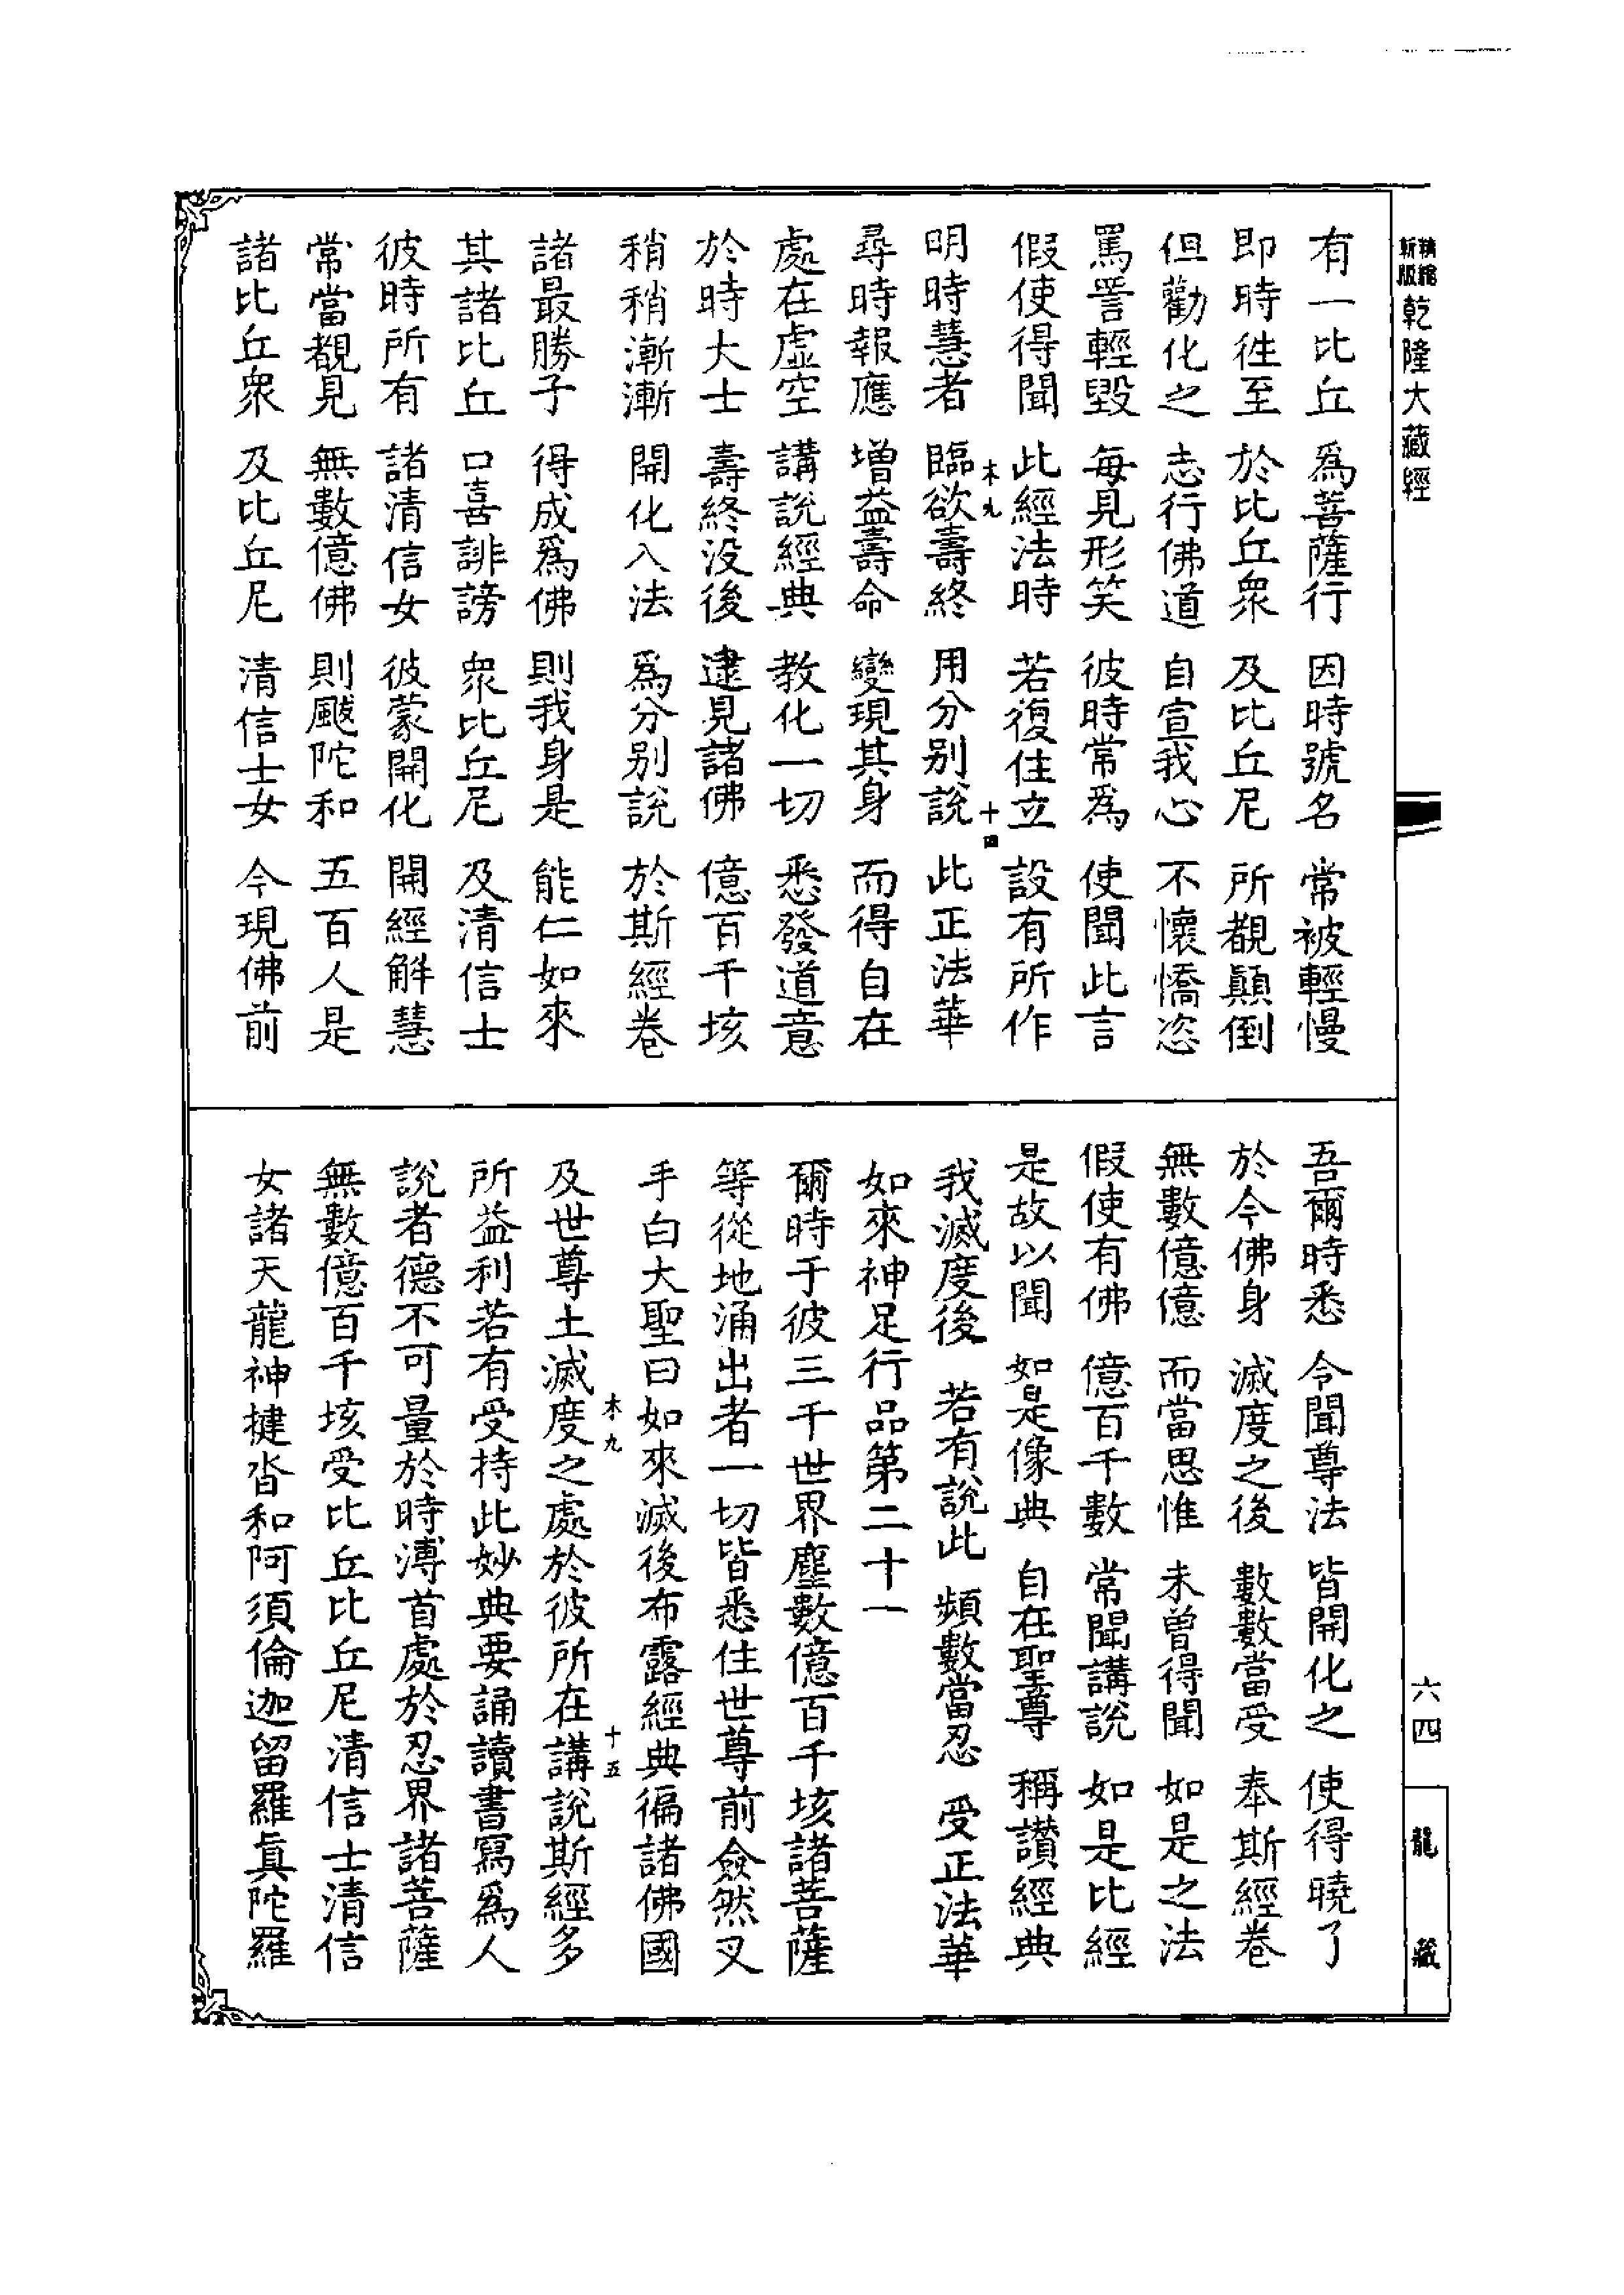 新版精縮乾隆大藏經
有一比丘 爲菩薩行 因時號名 常被輕慢
即時往至 於比丘衆 及比丘尼 所覩顚倒
但勸化之 志行佛道 自宣我心 不懷憍恣
罵詈輕毀 每見形笑 彼時常爲 使聞此言
假使得聞 此經法時 若復住立 設有所作
木九 十四
明時慧者 臨欲壽終 用分別說 此正法華
尋時報應 增益壽命 變現其身 而得自在
處在虛空 講說經典 教化一切 悉發道意
於時大士 壽終没後 逮見諸佛 億百千垓
稍稍漸漸 開化入法 爲分別說 於斯經卷
諸最勝子 得成爲佛 則我身是 能仁如來
其諸比丘 口喜誹謗 衆比丘尼 及清信士
彼時所有 諸清信女 彼蒙開化 開經解慧
常當覩見 無數億佛 則颰陀和 五百人是
諸比丘衆 及比丘尼 清信士女 今現佛前
吾爾時悉 令聞尊法 皆開化之 使得曉了
於今佛身 滅度之後 數數當受 奉斯經卷
無數億億 而當思惟 未曾得聞 如是之法
假使有佛 億百千數 常聞講說 如是比經
是故以聞 如是像典 自在聖尊 稱讚經典
我滅度後 若有說此 頻數當忍 受正法華
如來神足行品第二十一
爾時于彼三千世界塵數億百千垓諸菩薩
等從地涌出者一切皆悉住世尊前僉然叉
手白大聖曰如來滅後布露經典徧諸佛國
木九 十五
及世尊土滅度之處於彼所在講說斯經多
所益利若有受持此妙典要誦讀書寫爲人
說者德不可量於時溥首處於忍界諸菩薩
無數億百千垓受比丘比丘尼清信士清信
女諸天龍神揵沓和阿須倫迦留羅眞陀羅
六四
龍藏